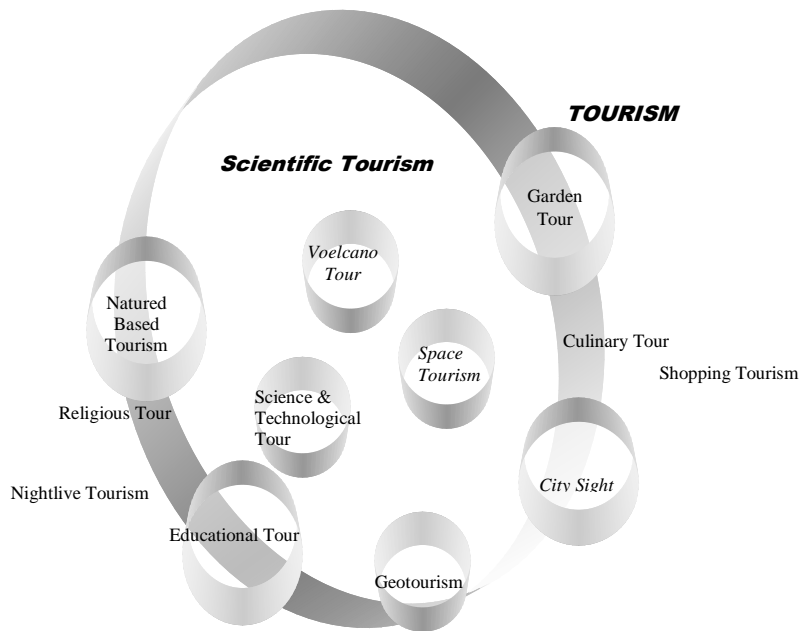 TOURISM
Scientific Tourism
Garden
Tour
Voelcano
Tour
Natured
Based
Tourism
Culinary Tour
Space
Tourism
Shopping Tourism
Science &
Technological
Tour
Religious Tour
City Sight
Nightlive Tourism
Educational Tour
Geotourism